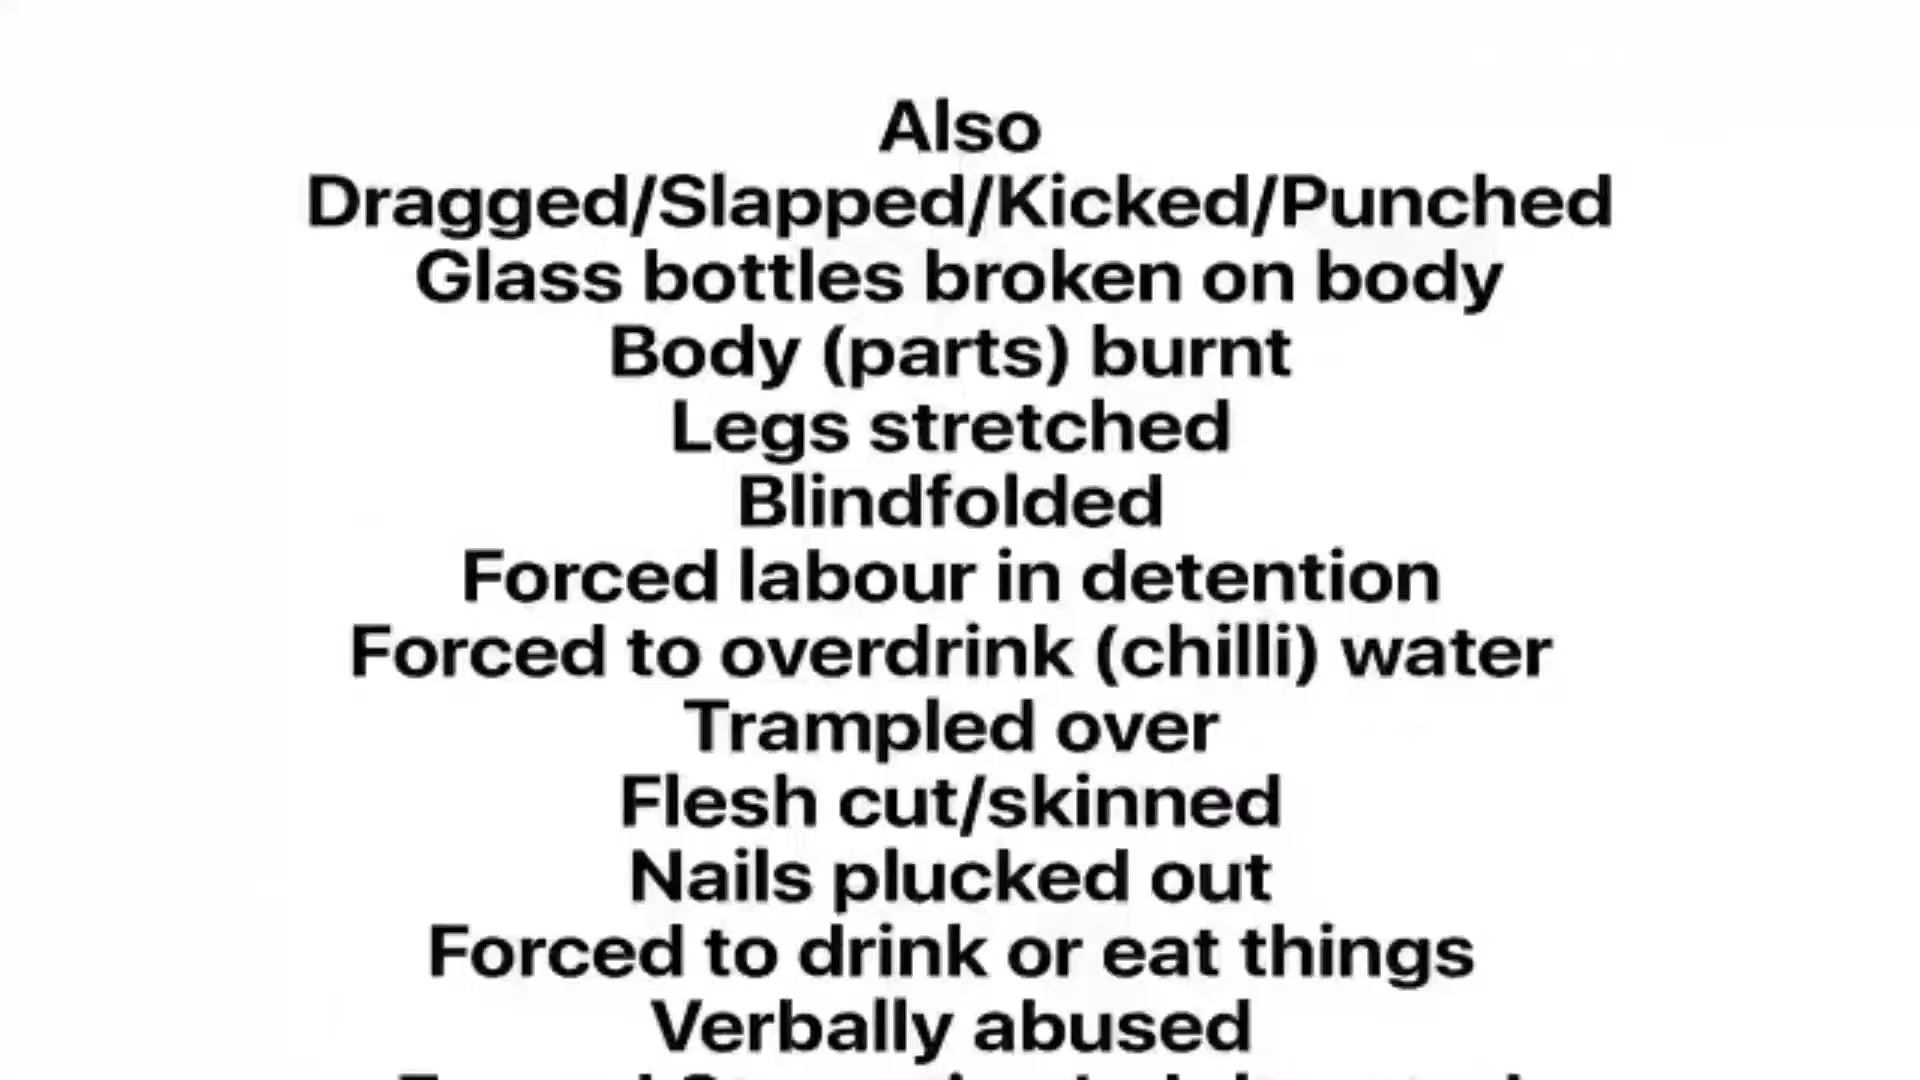 Also
Dragged/Slapped/Kicked/Punched
Glass bottles broken on body
Body (parts) burnt
Legs stretched
Blindfolded
Forced labour in detention
Forced to overdrink (chilli) water
Trampled over
Flesh cut/skinned
Nails plucked out
Forced to drink or eat things
Verbally abused